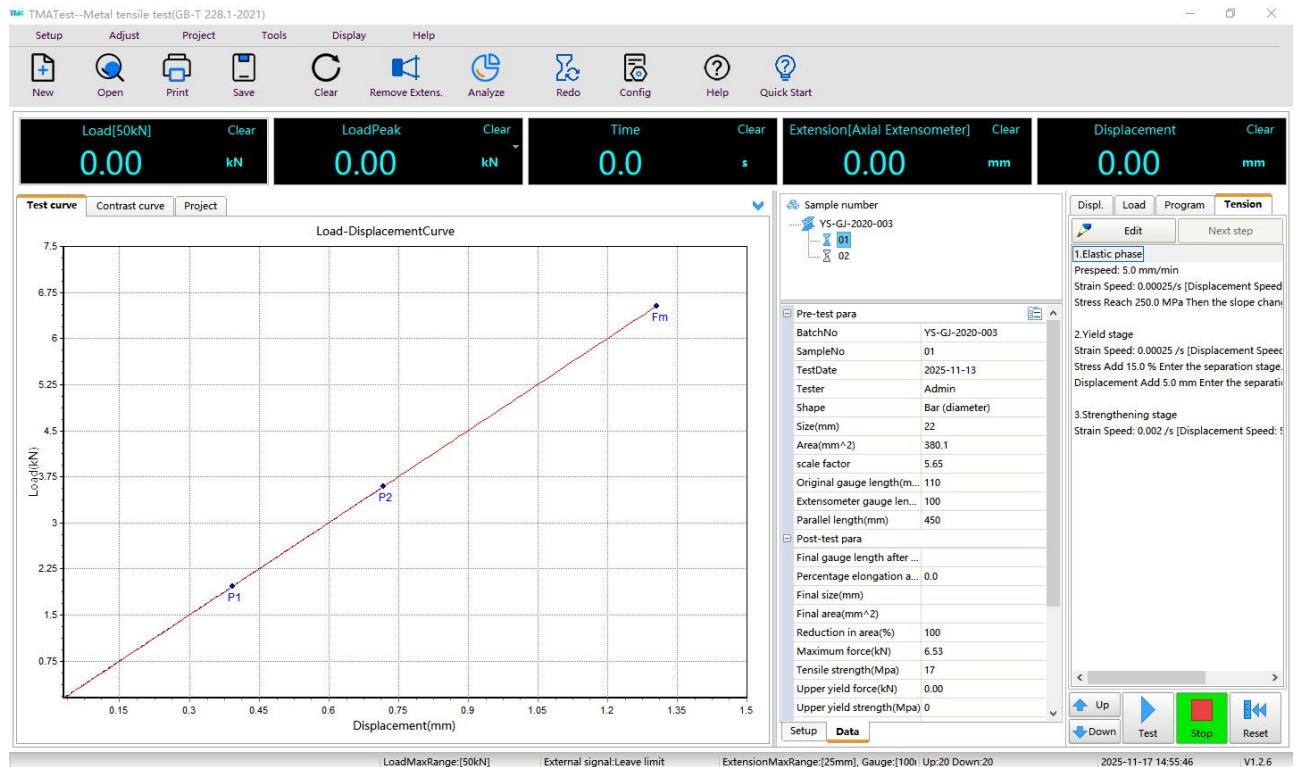 TMATest--Metal tensile test(GB-T 228.1-2021)
Setup Adjust Project Tools Display Help
New Open Print Save Clear Remove Extens. Analyze Redo Config Help Quick Start
Load[50kN] Clear LoadPeak Clear Time Clear Extension[Axial Extensometer] Clear Displacement Clear
0.00 kN 0.00 kN 0.0 s 0.00 mm 0.00 mm
Test curve Contrast curve Project
Load-DisplacementCurve
7.5
6.75
6
5.25
4.5
3.75
3
2.25
1.5
0.75
Load(kN)
Fm
P2
P1
0.15 0.3 0.45 0.6 0.75 0.9 1.05 1.2 1.35 1.5
Displacement(mm)
Sample number
YS-GJ-2020-003
01
02
Pre-test para
BatchNo YS-GJ-2020-003
SampleNo 01
TestDate 2025-11-13
Tester Admin
Shape Bar (diameter)
Size(mm) 22
Area(mm^2) 380.1
scale factor 5.65
Original gauge length(m... 110
Extensometer gauge len... 100
Parallel length(mm) 450
Post-test para
Final gauge length after ...
Percentage elongation a... 0.0
Final size(mm)
Final area(mm^2)
Reduction in area(%) 100
Maximum force(kN) 6.53
Tensile strength(Mpa) 17
Upper yield force(kN) 0.00
Upper yield strength(Mpa) 0
Setup Data
Displ. Load Program Tension
Edit Next step
1.Elastic phase
Prespeed: 5.0 mm/min
Strain Speed: 0.00025/s [Displacement Speed
Stress Reach 250.0 MPa Then the slope chang
2.Yield stage
Strain Speed: 0.00025 /s [Displacement Speed
Stress Add 15.0 % Enter the separation stage.
Displacement Add 5.0 mm Enter the separati
3.Strengthening stage
Strain Speed: 0.002 /s [Displacement Speed: 5
Up
Down
Test Stop Reset
LoadMaxRange:[50kN] External signal:Leave limit ExtensionMaxRange:[25mm], Gauge:[100 Up:20 Down:20 2025-11-17 14:55:46 V1.2.6